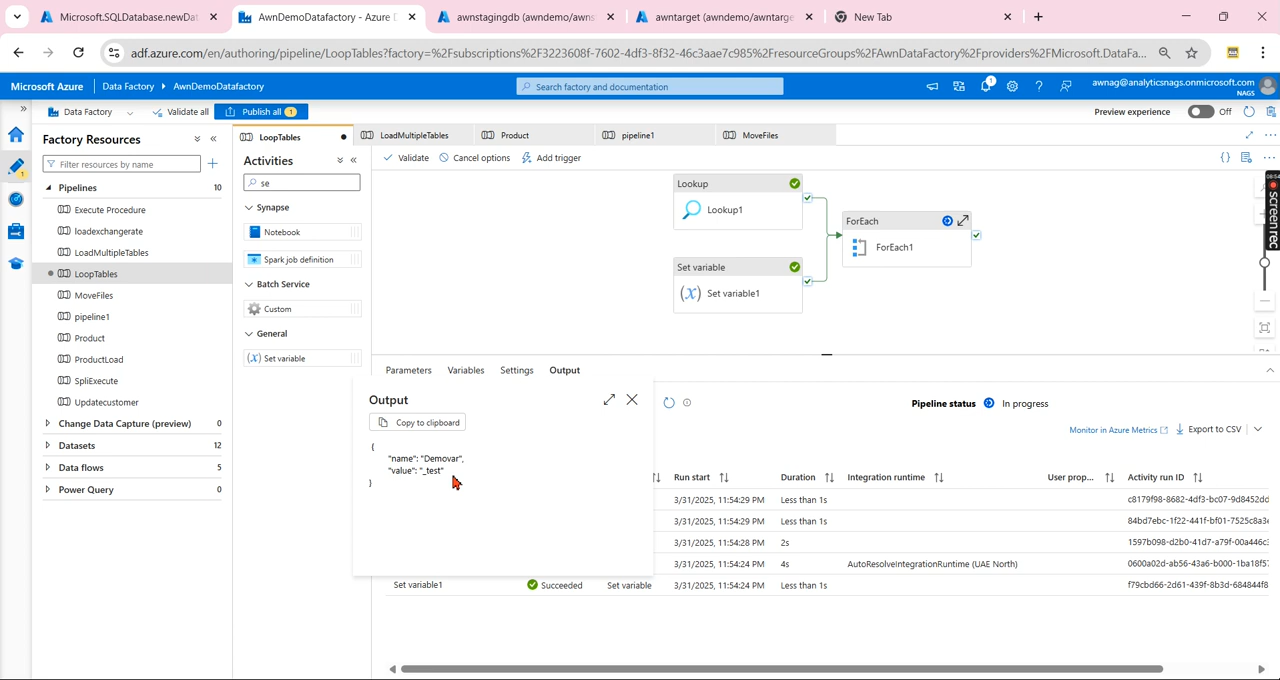 Microsoft.SQLDatabase.newDat
AwnDemoDatafactory - Azure D
awnstagingdb (awndemo/awns
awntarget (awndemo/awntarge
New Tab
adf.azure.com/en/authoring/pipeline/LoopTables?factory=%2Fsubscriptions%2F3223608f-7602-4df3-8f32-46c3aae7c985%2FresourceGroups%2FAwnDataFactory%2Fproviders%2FMicrosoft.DataFa...
Microsoft Azure
Data Factory
AwnDemoDatafactory
Search factory and documentation
1
awnag@analyticsnags.onmicrosoft.com
NAGS
Data Factory
Validate all
Publish all
1
Preview experience
Off
Factory Resources
Filter resources by name
Pipelines 10
Execute Procedure
loadexchangerate
LoadMultipleTables
LoopTables
MoveFiles
pipeline1
Product
ProductLoad
SpliExecute
Updatecustomer
Change Data Capture (preview) 0
Datasets 12
Data flows 5
Power Query 0
LoopTables
LoadMultipleTables
Product
pipeline1
MoveFiles
Activities
se
Synapse
Notebook
Spark job definition
Batch Service
Custom
General
Set variable
Validate
Cancel options
Add trigger
Lookup
Lookup1
Set variable
Set variable1
ForEach
ForEach1
08:54
screenrec
Parameters
Variables
Settings
Output
Output
Copy to clipboard
{
"name": "Demovar",
"value": "_test"
}
Pipeline status In progress
Monitor in Azure Metrics
Export to CSV
Run start Duration Integration runtime User prop... Activity run ID
3/31/2025, 11:54:29 PM Less than 1s c8179f98-8682-4df3-bc07-9d8452dd
3/31/2025, 11:54:29 PM Less than 1s 84bd7ebc-1f22-441f-bf01-7525c8a3
3/31/2025, 11:54:28 PM 2s 1597b098-d2b0-41d7-a79f-00a446c
3/31/2025, 11:54:24 PM 4s AutoResolveIntegrationRuntime (UAE North) 0600a02d-ab56-43a6-b000-1ba18f5
Set variable1 Succeeded Set variable 3/31/2025, 11:54:24 PM Less than 1s f79cbd66-2d61-439f-8b3d-684844f8